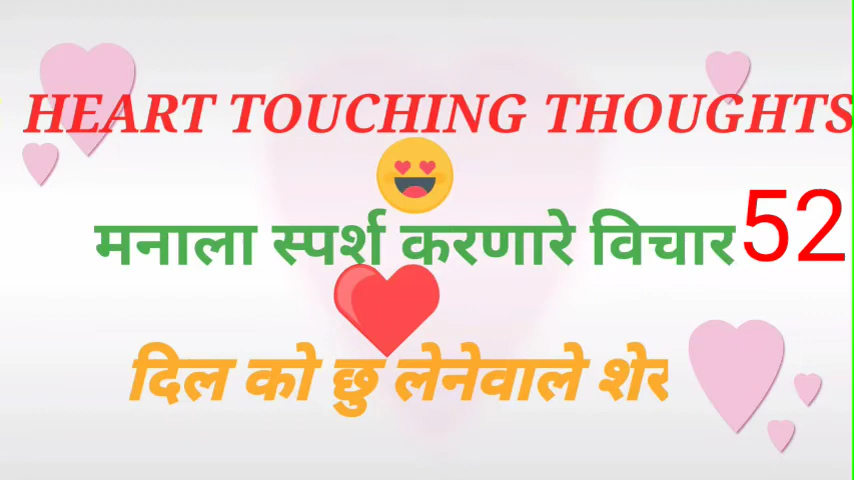 HEART TOUCHING THOUGHTS
मनाला स्पर्श करणारे विचार 52
दिल को छु लेनेवाले शेर